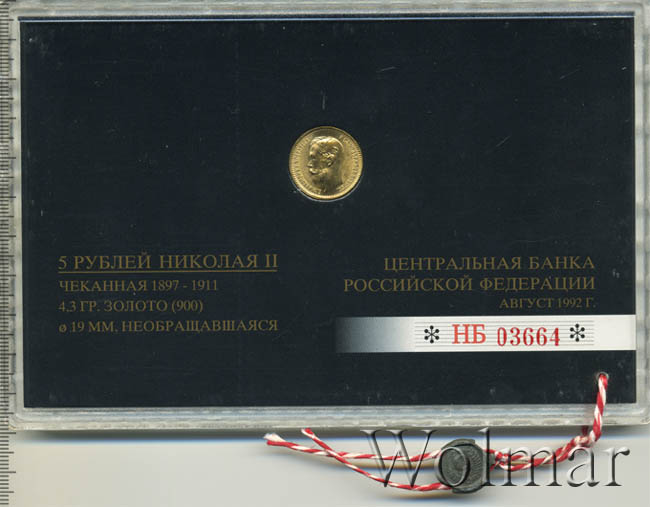 5 РУБЛЕЙ НИКОЛАЯ II
ЧЕКАННАЯ 1897 - 1911
4,3 ГР. ЗОЛОТО (900)
ø 19 ММ, НЕОБРАЩАВШАЯСЯ
ЦЕНТРАЛЬНАЯ БАНКА
РОССИЙСКОЙ ФЕДЕРАЦИИ
АВГУСТ 1992 Г.
* НБ 03664 *
Wolmar